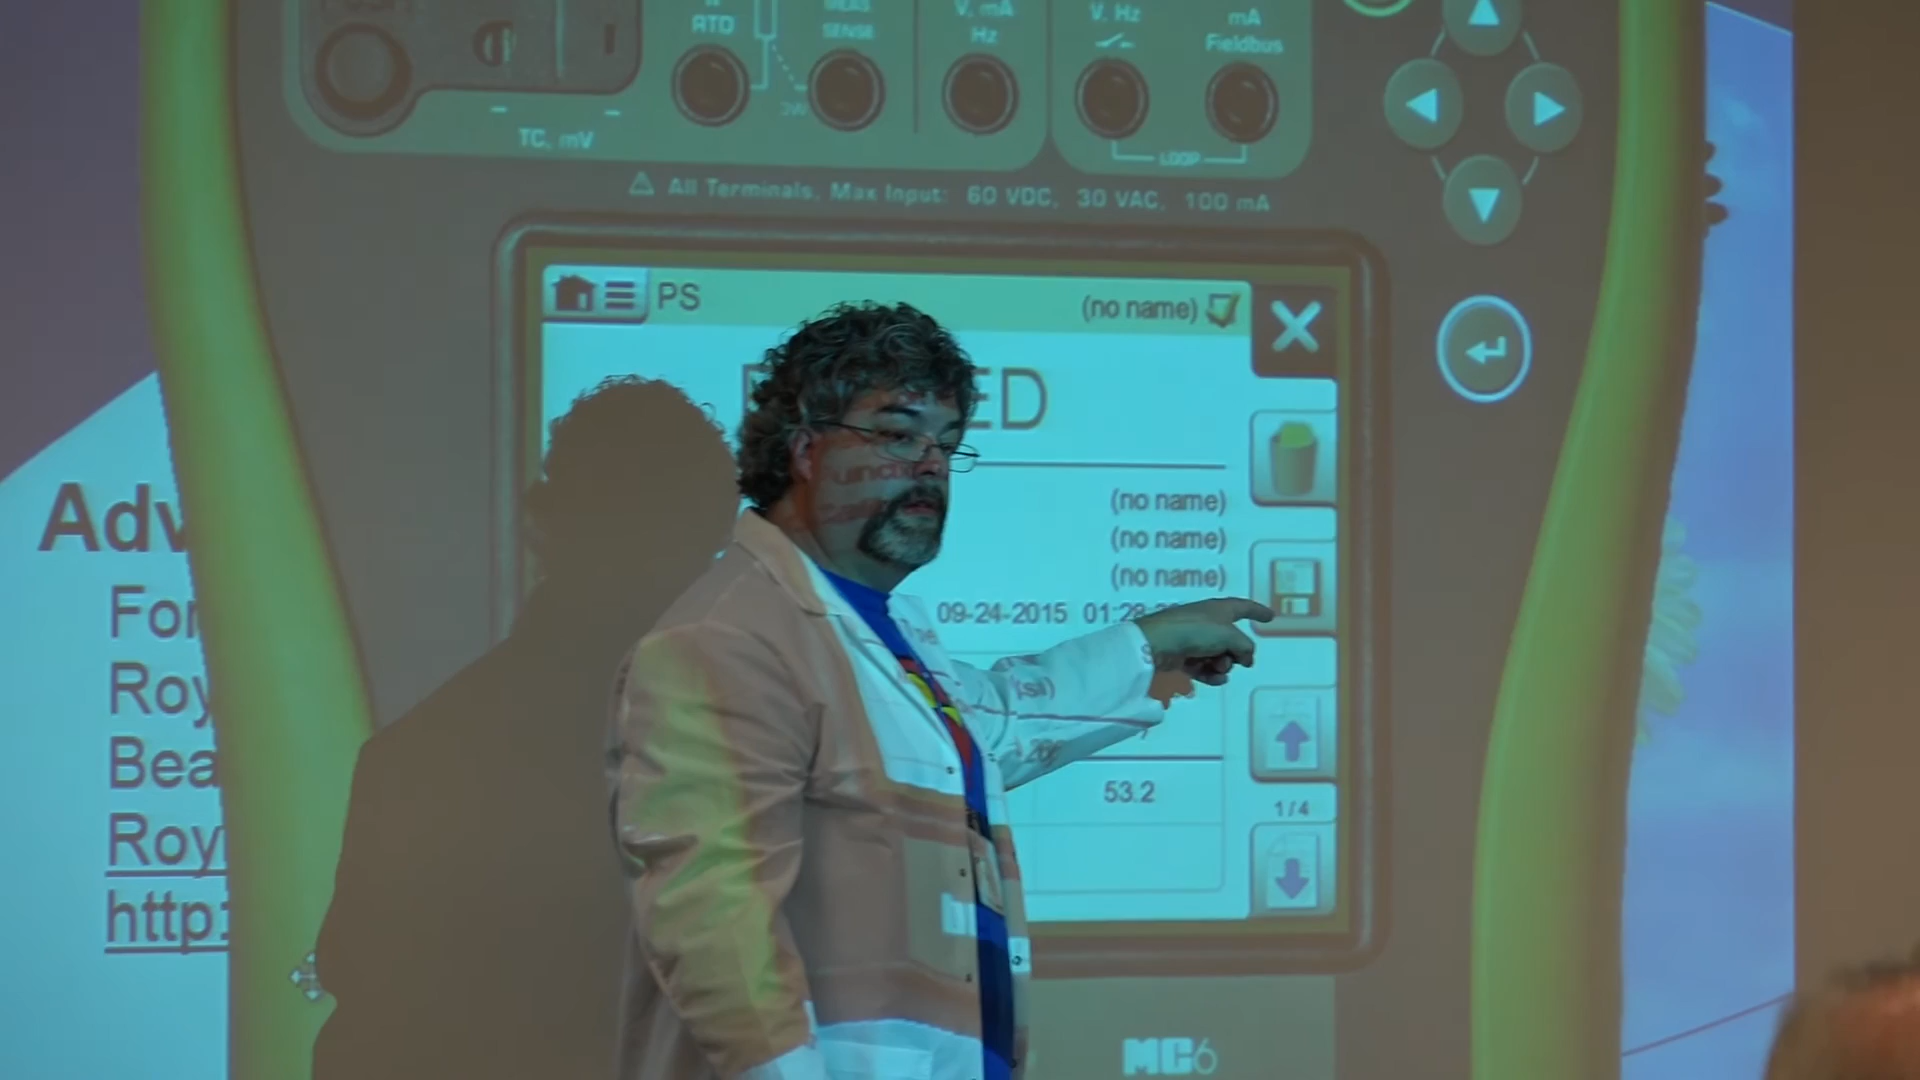 RTD
SENSE
V, mA
Hz
V, Hz
mA
Fieldbus
TC, mV
LOOP
All Terminals, Max Input: 60 VDC, 30 VAC, 100 mA
PS
(no name)
ED
(no name)
(no name)
(no name)
09-24-2015 01:28
53.2
1/4
MC6
Adv
For
Roy
Bea
Roy
http: